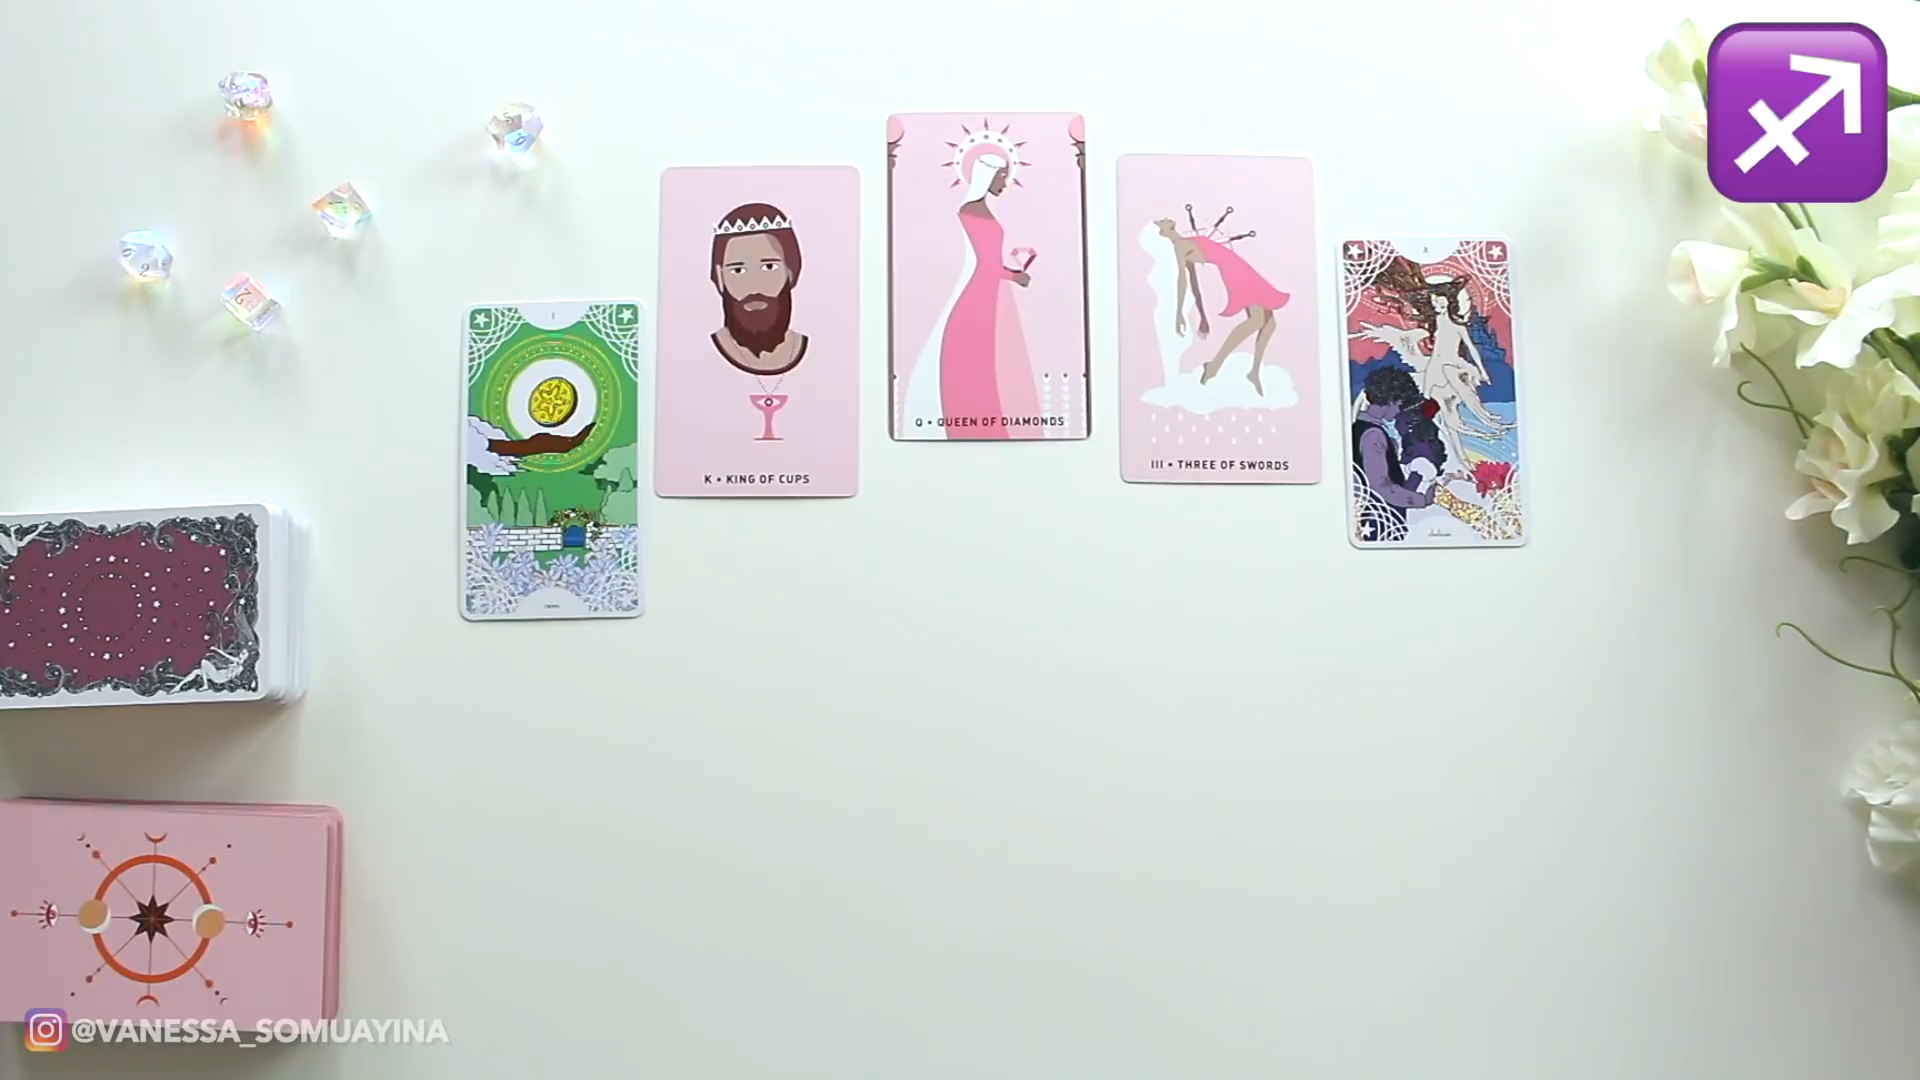 I
K • KING OF CUPS
Q • QUEEN OF DIAMONDS
III • THREE OF SWORDS
@VANESSA_SOMUAYINA